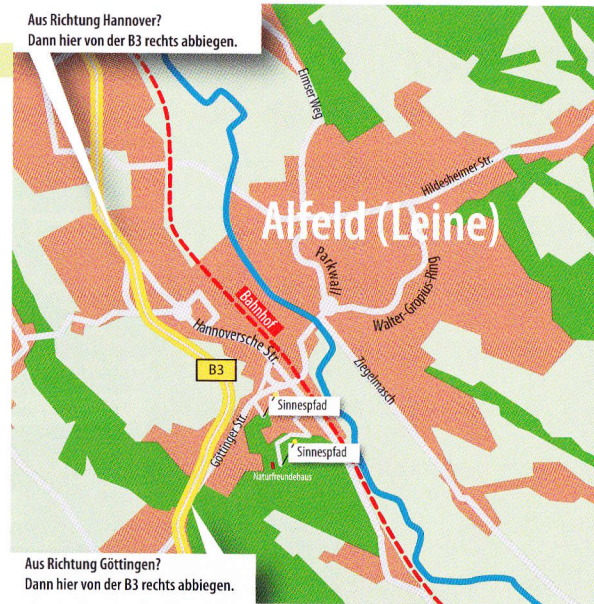 Aus Richtung Hannover?
Dann hier von der B3 rechts abbiegen.
Eimser Weg
Hildesheimer Str.
Alfeld (Leine)
Parkwall
Walter-Gropius-Ring
Bahnhof
Hannoversche Str.
Ziegelmasch
B3
Sinnespfad
Göttinger Str.
Sinnespfad
Naturfreundehaus
Aus Richtung Göttingen?
Dann hier von der B3 rechts abbiegen.